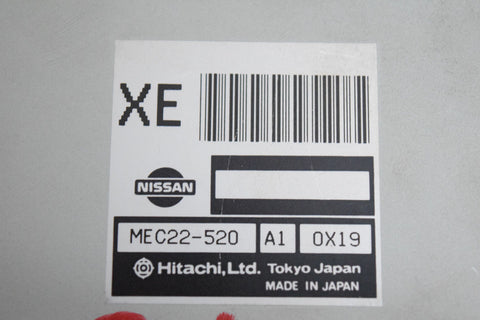 XE
NISSAN
MEC22-520 A1 0X19
Hitachi, Ltd. Tokyo Japan
MADE IN JAPAN